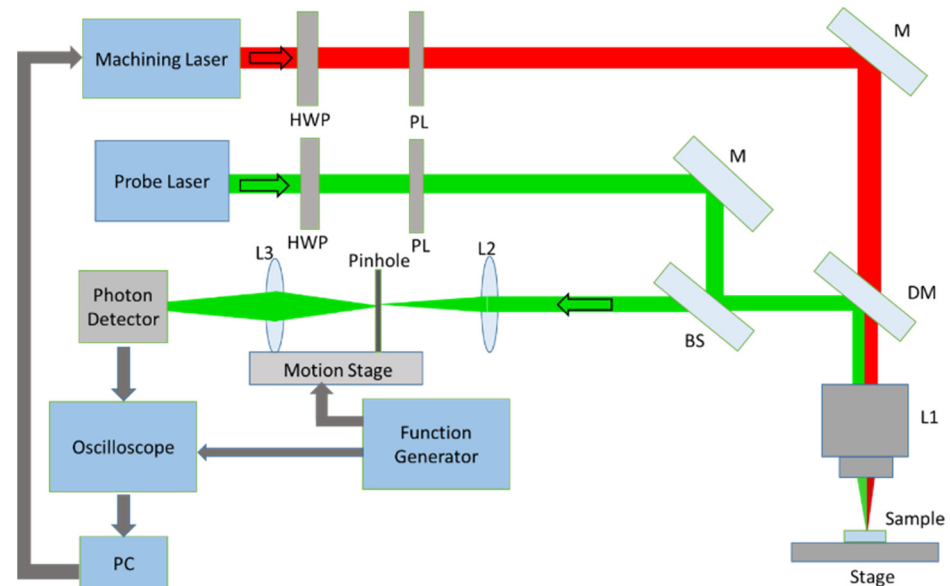 M
Machining Laser
HWP
PL
M
Probe Laser
HWP
PL
L3
Pinhole
L2
Photon
Detector
DM
BS
Motion Stage
L1
Oscilloscope
Function
Generator
Sample
PC
Stage